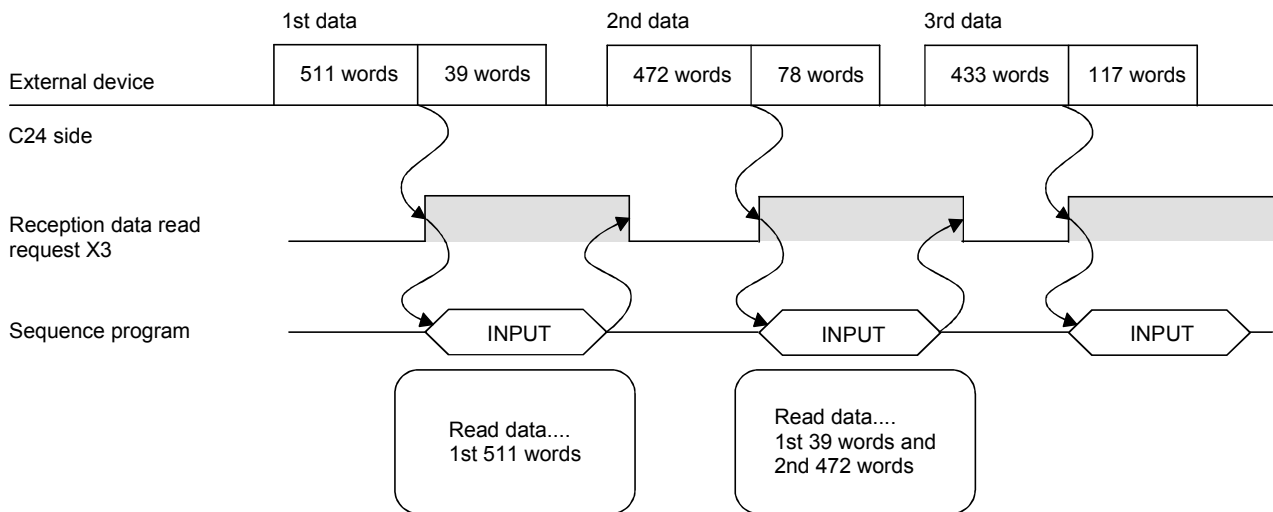 1st data
2nd data
3rd data
External device
511 words
39 words
472 words
78 words
433 words
117 words
C24 side
Reception data read
request X3
Sequence program
INPUT
INPUT
INPUT
Read data....
1st 511 words
Read data....
1st 39 words and
2nd 472 words